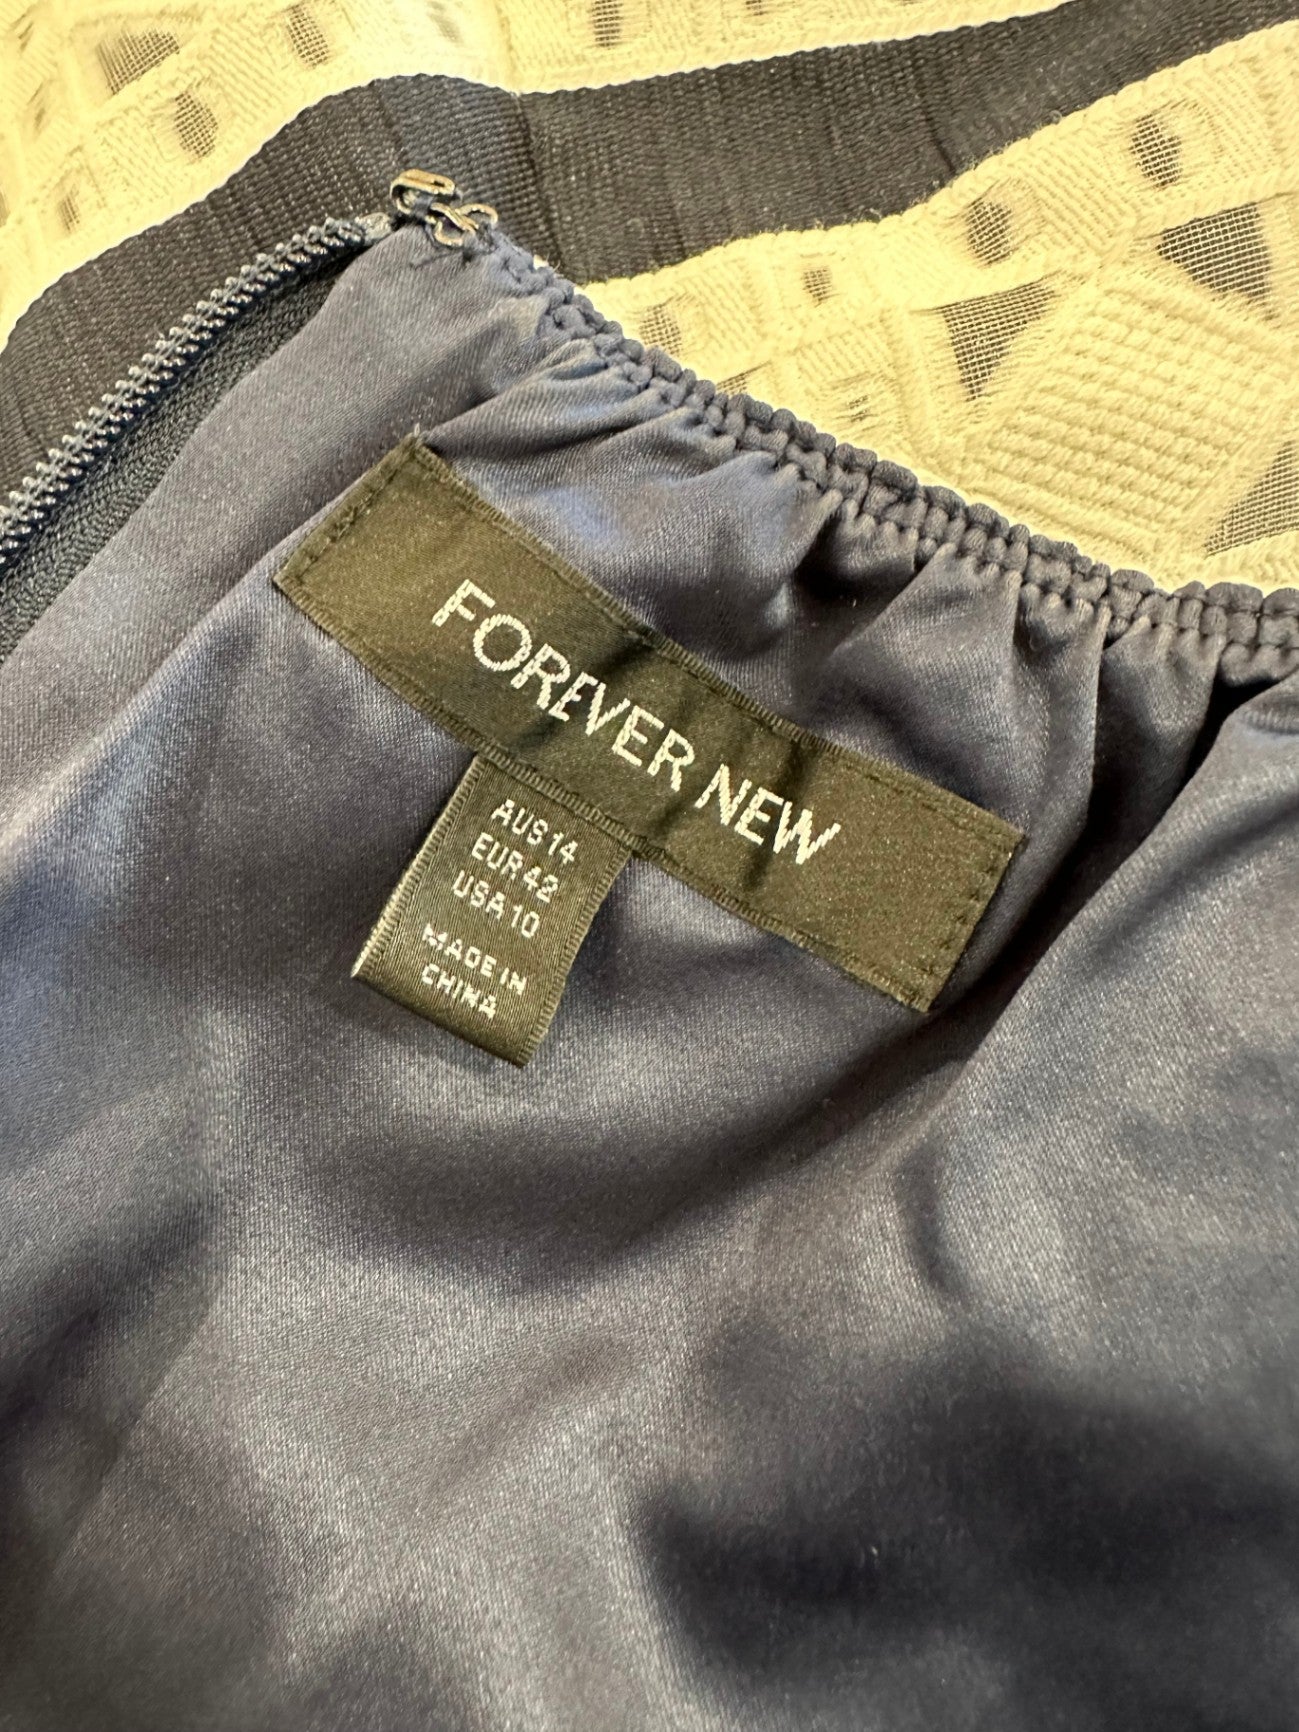 FOREVER NEW
AUS 14
EUR 42
USA 10
MADE IN
CHINA